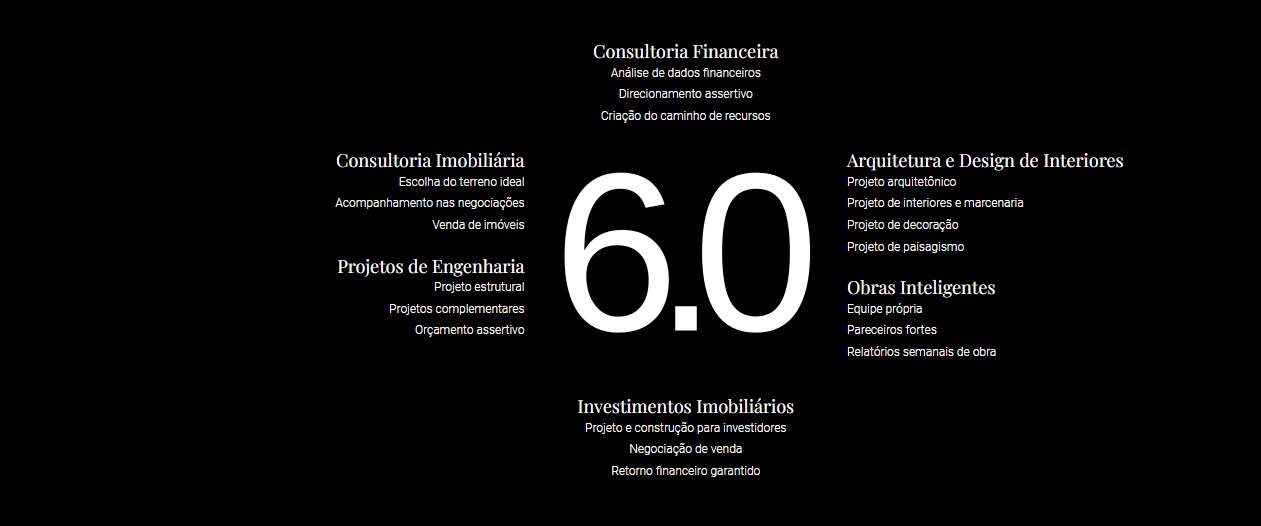 Consultoria Financeira
Análise de dados financeiros
Direcionamento assertivo
Criação do caminho de recursos
Consultoria Imobiliária
Escolha do terreno ideal
Acompanhamento nas negociações
Venda de imóveis
Projetos de Engenharia
Projeto estrutural
Projetos complementares
Orçamento assertivo
6.0
Arquitetura e Design de Interiores
Projeto arquitetônico
Projeto de interiores e marcenaria
Projeto de decoração
Projeto de paisagismo
Obras Inteligentes
Equipe própria
Pareceiros fortes
Relatórios semanais de obra
Investimentos Imobiliários
Projeto e construção para investidores
Negociação de venda
Retorno financeiro garantido